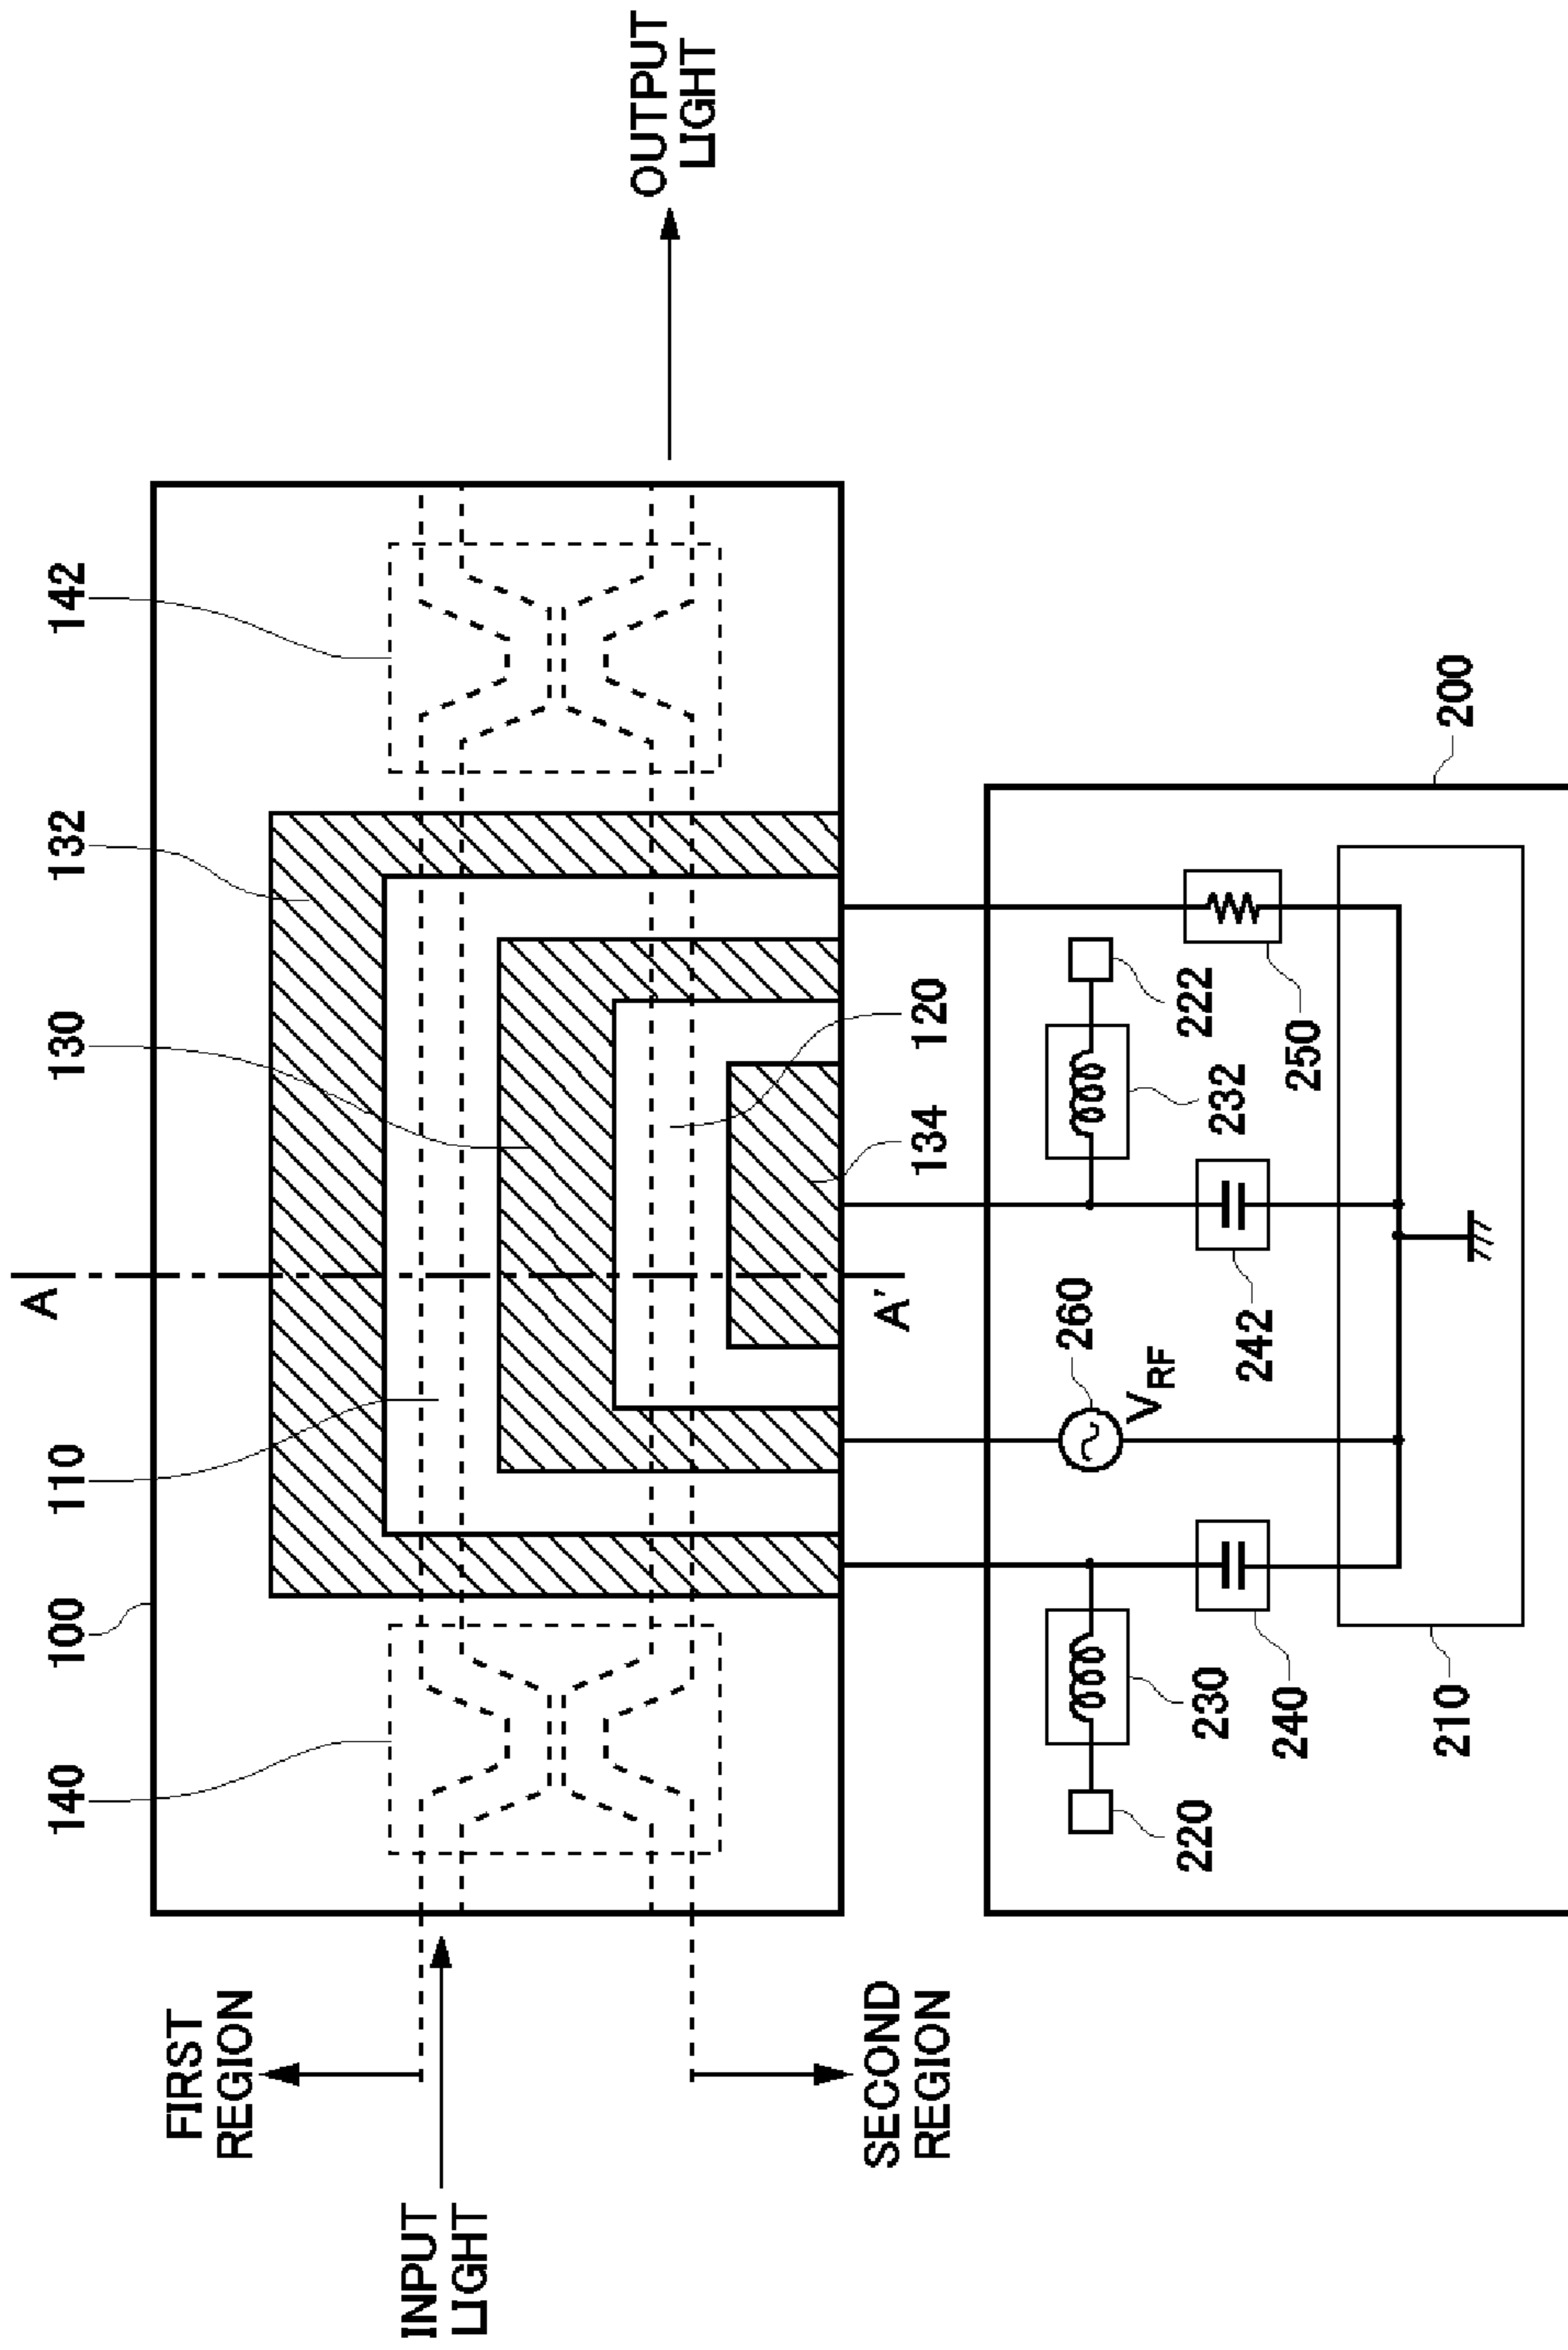 140
100
110
130
132
142
A
FIRST
REGION
INPUT
LIGHT
OUTPUT
LIGHT
SECOND
REGION
A'
134
120
220
230
240
260
VRF
242
232
222
250
210
200